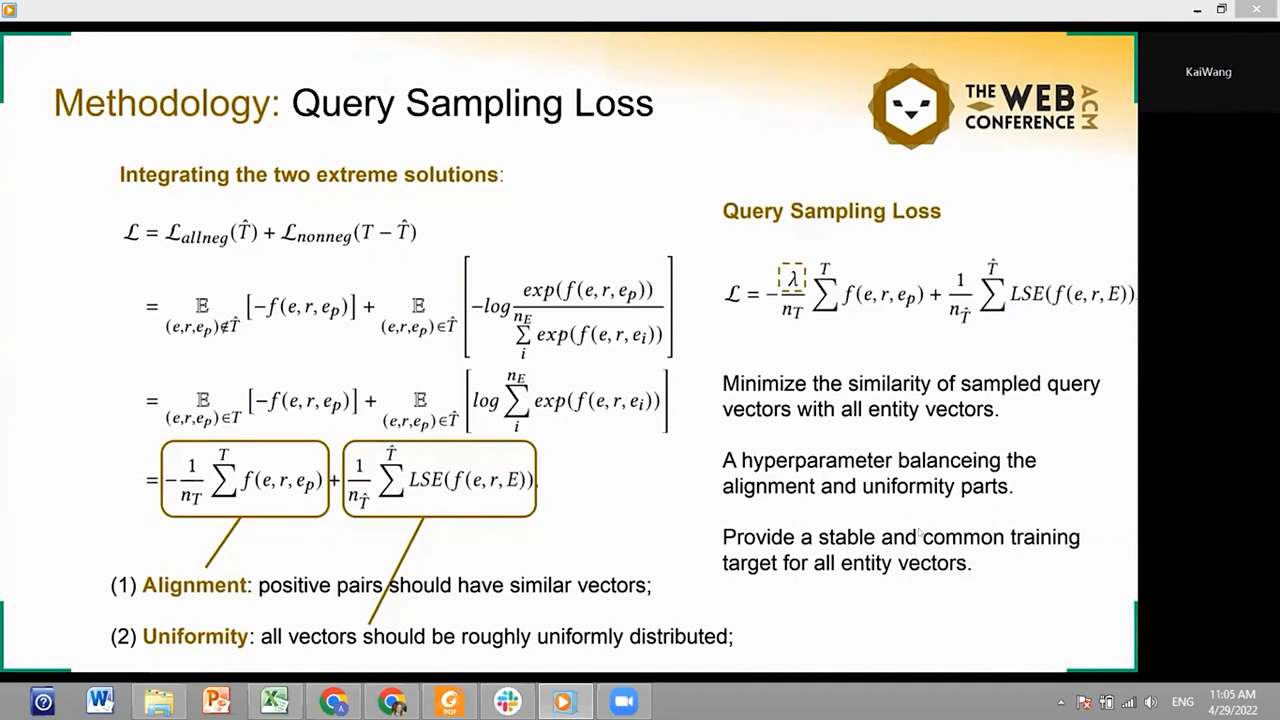 KaiWang
Methodology: Query Sampling Loss
THE WEB CONFERENCE
ACM
Integrating the two extreme solutions:
ℒ = ℒ_allneg(T̂) + ℒ_nonneg(T − T̂)
= 𝔼_(e,r,e_p)∉T̂ [−f(e, r, e_p)] + 𝔼_(e,r,e_p)∈T̂ [−log exp(f(e, r, e_p)) / ∑_i^{n_E} exp(f(e, r, e_i))]
= 𝔼_(e,r,e_p)∈T [−f(e, r, e_p)] + 𝔼_(e,r,e_p)∈T̂ [log ∑_i^{n_E} exp(f(e, r, e_i))]
= − 1/n_T ∑^T f(e, r, e_p) + 1/n_T̂ ∑^T̂ LSE(f(e, r, E)).
(1) Alignment: positive pairs should have similar vectors;
(2) Uniformity: all vectors should be roughly uniformly distributed;
Query Sampling Loss
ℒ = − λ/n_T ∑^T f(e, r, e_p) + 1/n_T̂ ∑^T̂ LSE(f(e, r, E)).
Minimize the similarity of sampled query
vectors with all entity vectors.
A hyperparameter balanceing the
alignment and uniformity parts.
Provide a stable and common training
target for all entity vectors.
PDF
ENG
11:05 AM
4/29/2022